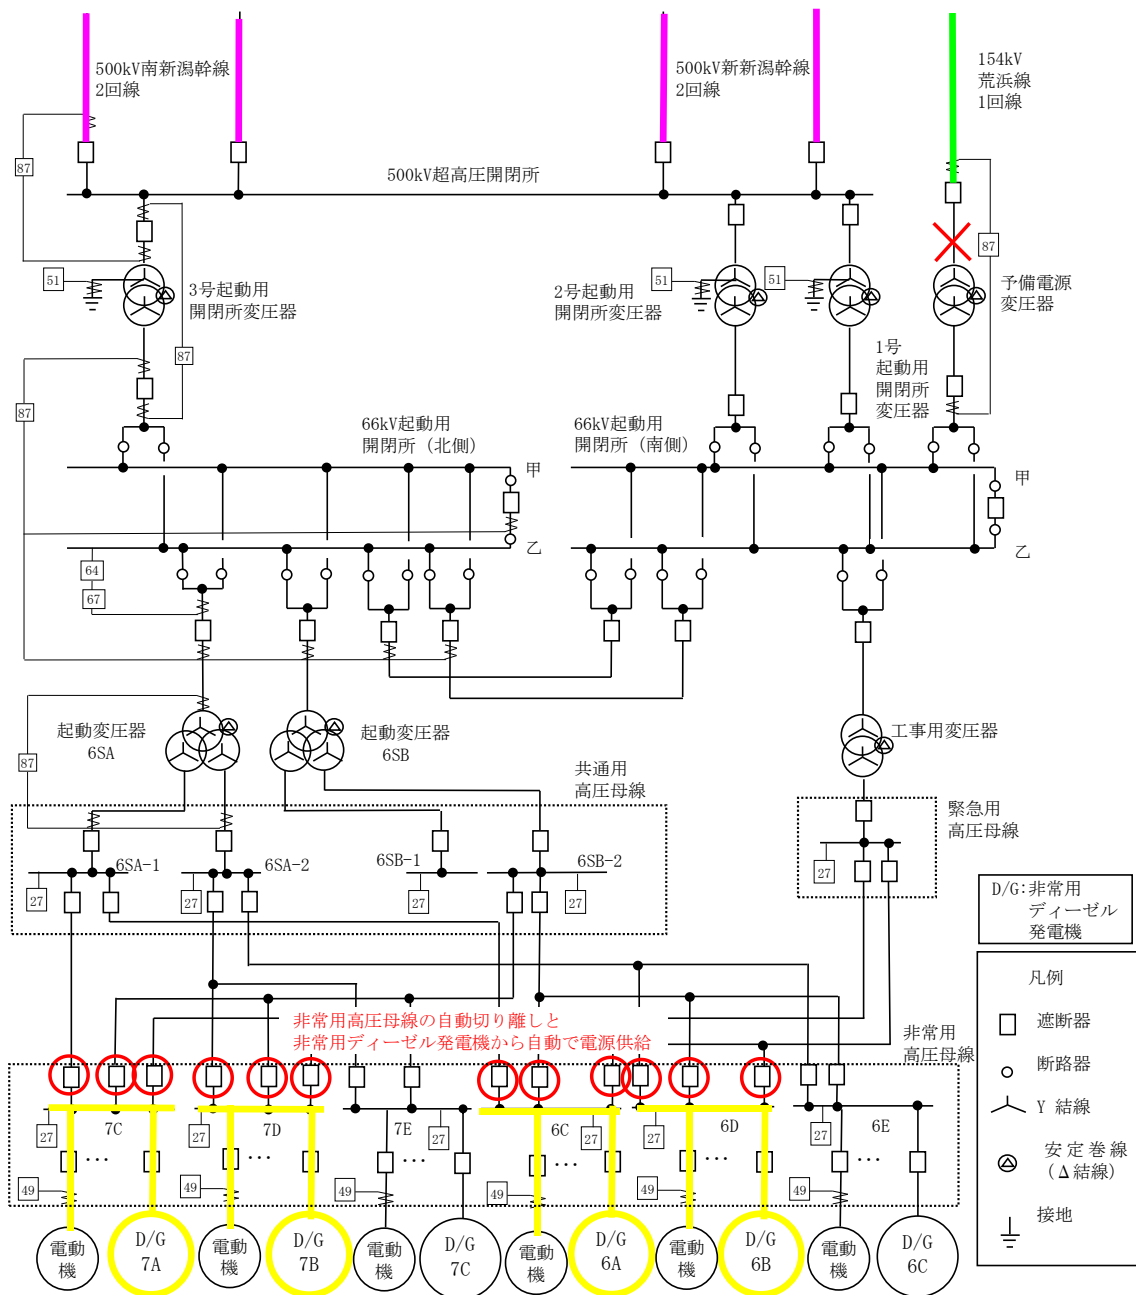 500kV南新潟幹線
2回線
500kV新新潟幹線
2回線
154kV
荒浜線
1回線
87
500kV超高圧開閉所
87
51
3号起動用
開閉所変圧器
51
2号起動用
開閉所変圧器
51
予備電源
変圧器
87
1号
起動用
開閉所
変圧器
87
66kV起動用
開閉所（北側）
66kV起動用
開閉所（南側）
甲
甲
乙
乙
64
67
起動変圧器
6SA
起動変圧器
6SB
工事用変圧器
87
共通用
高圧母線
緊急用
高圧母線
6SA-1
6SA-2
6SB-1
6SB-2
27
27
27
27
27
D/G:非常用
ディーゼル
発電機
凡例
遮断器
断路器
Y 結線
安定巻線
(Δ結線)
接地
非常用高圧母線の自動切り離しと
非常用ディーゼル発電機から自動で電源供給
非常用
高圧母線
27
7C
27
7D
7E
27
6C
27
27
6D
27
6E
···
···
···
···
···
···
49
49
49
49
49
49
電動
機
D/G
7A
電動
機
D/G
7B
電動
機
D/G
7C
電動
機
D/G
6A
電動
機
D/G
6B
電動
機
D/G
6C